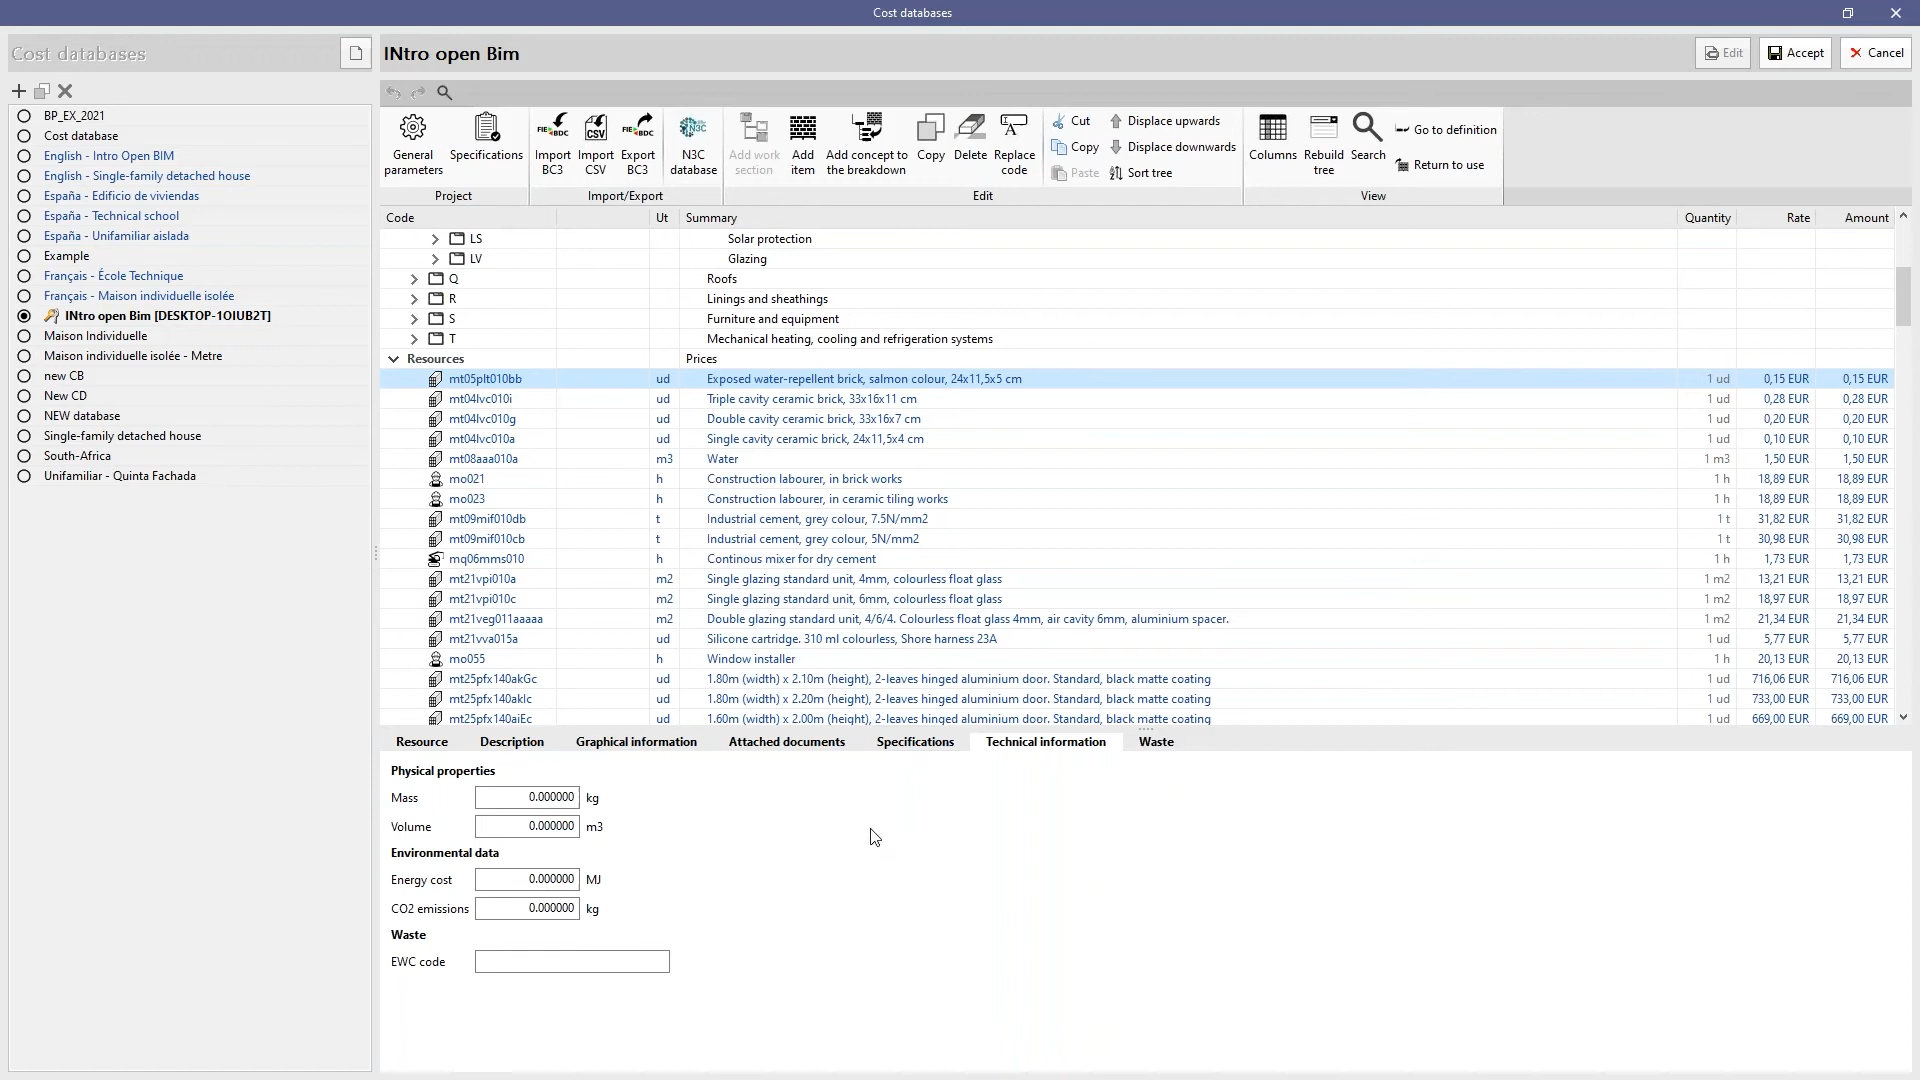 Cost databases
Cost databases
INtro open Bim
Edit
Accept
Cancel
BP_EX_2021
Cost database
English - Intro Open BIM
English - Single-family detached house
España - Edificio de viviendas
España - Technical school
España - Unifamiliar aislada
Example
Français - École Technique
Français - Maison individuelle isolée
INtro open Bim [DESKTOP-1OIUB2T]
Maison Individuelle
Maison individuelle isolée - Metre
new CB
New CD
NEW database
Single-family detached house
South-Africa
Unifamiliar - Quinta Fachada
General parameters
Specifications
Project
FIE BDC
Import BC3
CSV
Import CSV
FIE BDC
Export BC3
N3C
N3C database
Import/Export
Add work section
Add item
Add concept to the breakdown
Copy
Delete
Replace code
Cut
Copy
Paste
Displace upwards
Displace downwards
Sort tree
Edit
Columns
Rebuild tree
Search
Go to definition
Return to use
View
Code Ut Summary Quantity Rate Amount
LS Solar protection
LV Glazing
Q Roofs
R Linings and sheathings
S Furniture and equipment
T Mechanical heating, cooling and refrigeration systems
Resources Prices
mt05plt010bb ud Exposed water-repellent brick, salmon colour, 24x11,5x5 cm 1 ud 0,15 EUR 0,15 EUR
mt04lvc010i ud Triple cavity ceramic brick, 33x16x11 cm 1 ud 0,28 EUR 0,28 EUR
mt04lvc010g ud Double cavity ceramic brick, 33x16x7 cm 1 ud 0,20 EUR 0,20 EUR
mt04lvc010a ud Single cavity ceramic brick, 24x11,5x4 cm 1 ud 0,10 EUR 0,10 EUR
mt08aaa010a m3 Water 1 m3 1,50 EUR 1,50 EUR
mo021 h Construction labourer, in brick works 1 h 18,89 EUR 18,89 EUR
mo023 h Construction labourer, in ceramic tiling works 1 h 18,89 EUR 18,89 EUR
mt09mif010db t Industrial cement, grey colour, 7.5N/mm2 1 t 31,82 EUR 31,82 EUR
mt09mif010cb t Industrial cement, grey colour, 5N/mm2 1 t 30,98 EUR 30,98 EUR
mq06mms010 h Continous mixer for dry cement 1 h 1,73 EUR 1,73 EUR
mt21vpi010a m2 Single glazing standard unit, 4mm, colourless float glass 1 m2 13,21 EUR 13,21 EUR
mt21vpi010c m2 Single glazing standard unit, 6mm, colourless float glass 1 m2 18,97 EUR 18,97 EUR
mt21veg011aaaaa m2 Double glazing standard unit, 4/6/4. Colourless float glass 4mm, air cavity 6mm, aluminium spacer. 1 m2 21,34 EUR 21,34 EUR
mt21vva015a ud Silicone cartridge. 310 ml colourless, Shore harness 23A 1 ud 5,77 EUR 5,77 EUR
mo055 h Window installer 1 h 20,13 EUR 20,13 EUR
mt25pfx140akGc ud 1.80m (width) x 2.10m (height), 2-leaves hinged aluminium door. Standard, black matte coating 1 ud 716,06 EUR 716,06 EUR
mt25pfx140akIc ud 1.80m (width) x 2.20m (height), 2-leaves hinged aluminium door. Standard, black matte coating 1 ud 733,00 EUR 733,00 EUR
mt25pfx140aiEc ud 1.60m (width) x 2.00m (height), 2-leaves hinged aluminium door. Standard, black matte coating 1 ud 669,00 EUR 669,00 EUR
Resource Description Graphical information Attached documents Specifications Technical information Waste
Physical properties
Mass 0.000000 kg
Volume 0.000000 m3
Environmental data
Energy cost 0.000000 MJ
CO2 emissions 0.000000 kg
Waste
EWC code